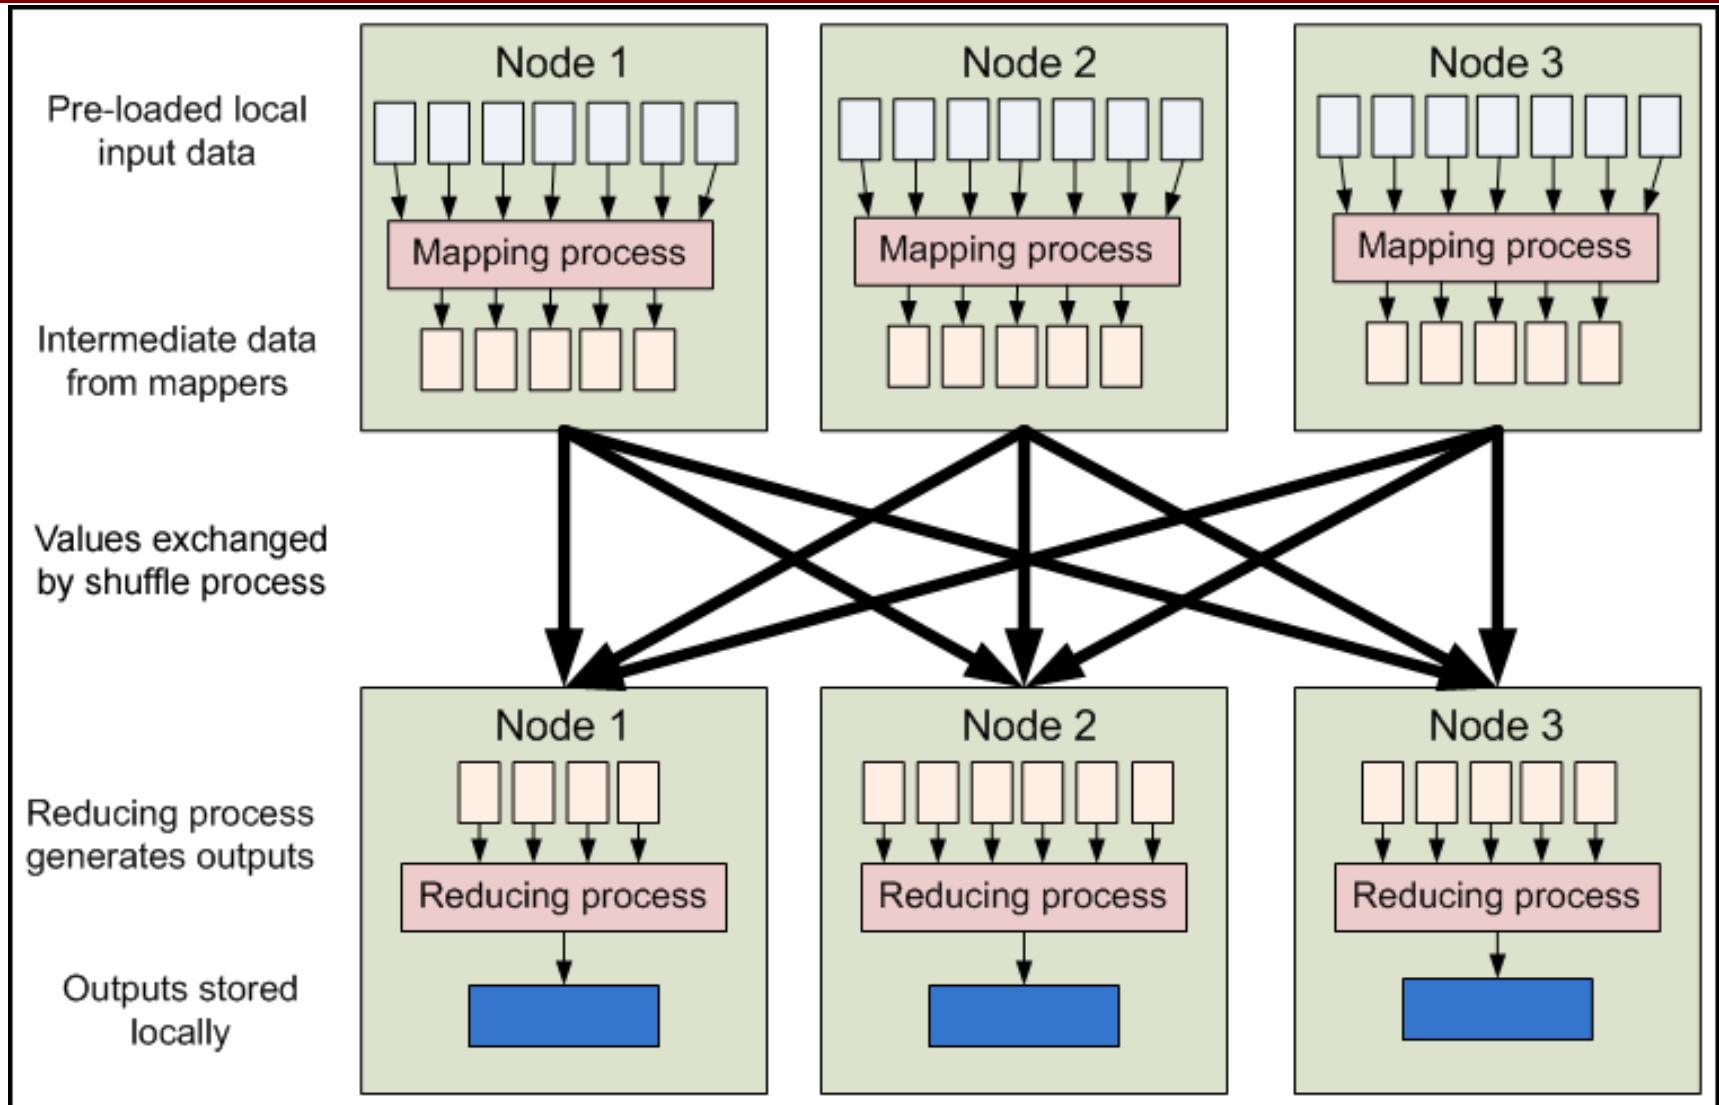 Node 1
Node 2
Node 3
Pre-loaded local
input data
Mapping process
Mapping process
Mapping process
Intermediate data
from mappers
Values exchanged
by shuffle process
Node 1
Node 2
Node 3
Reducing process
generates outputs
Reducing process
Reducing process
Reducing process
Outputs stored
locally